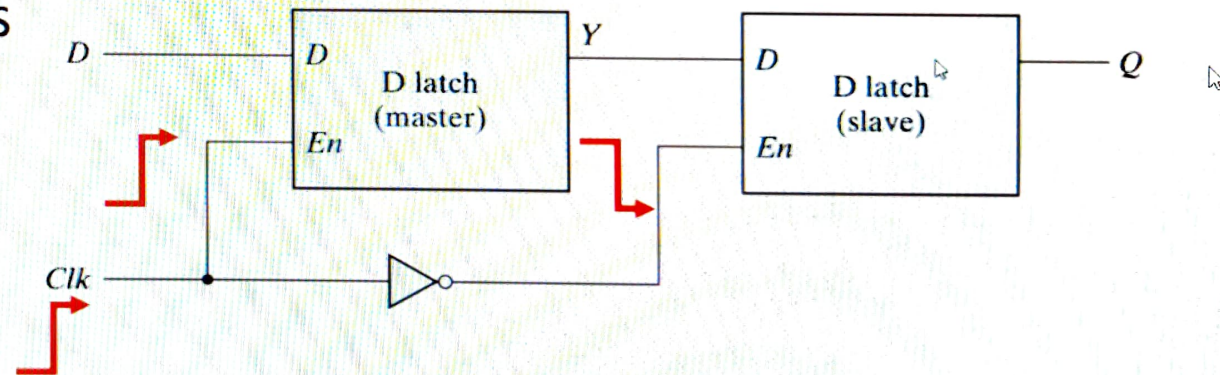 s
D
D
D latch
(master)
En
Y
D
D latch
(slave)
En
Q
Clk